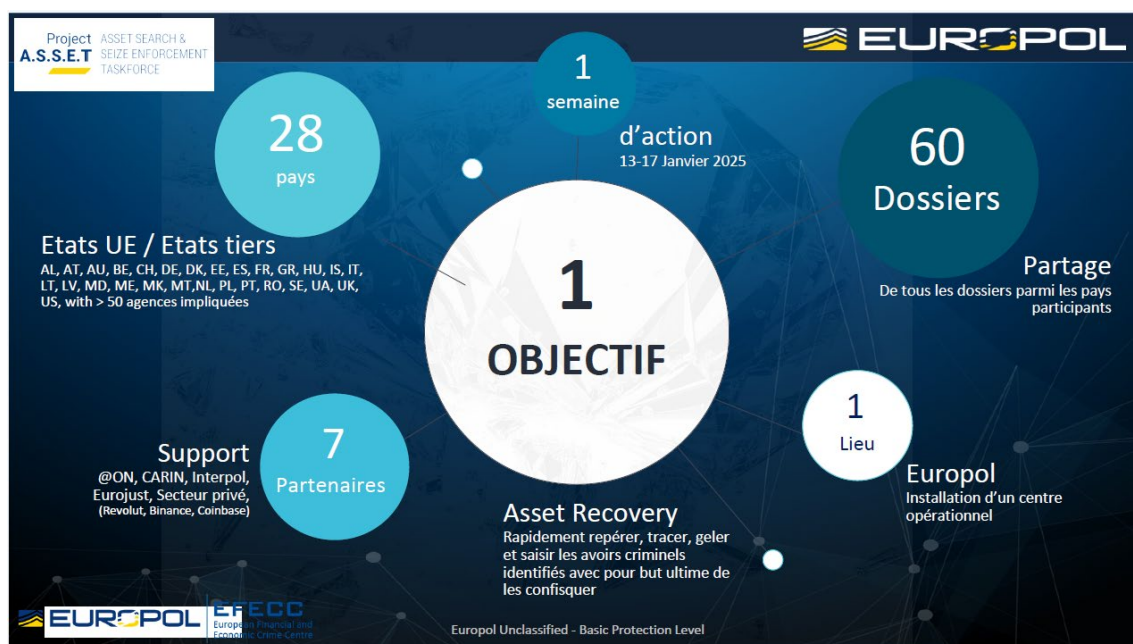 Project
A.S.S.E.T
ASSET SEARCH &
SEIZE ENFORCEMENT
TASKFORCE
EUROPOL
1
semaine
d'action
13-17 Janvier 2025
28
pays
Etats UE / Etats tiers
AL, AT, AU, BE, CH, DE, DK, EE, ES, FR, GR, HU, IS, IT,
LT, LV, MD, ME, MK, MT,NL, PL, PT, RO, SE, UA, UK,
US, with > 50 agences impliquées
60
Dossiers
Partage
De tous les dossiers parmi les pays
participants
1
OBJECTIF
7
Partenaires
Support
@ON, CARIN, Interpol,
Eurojust, Secteur privé,
(Revolut, Binance, Coinbase)
1
Lieu
Europol
Installation d'un centre
opérationnel
Asset Recovery
Rapidement repérer, tracer, geler
et saisir les avoirs criminels
identifiés avec pour but ultime de
les confisquer
EUROPOL
EFECC
European Financial and
Economic Crime Centre
Europol Unclassified - Basic Protection Level